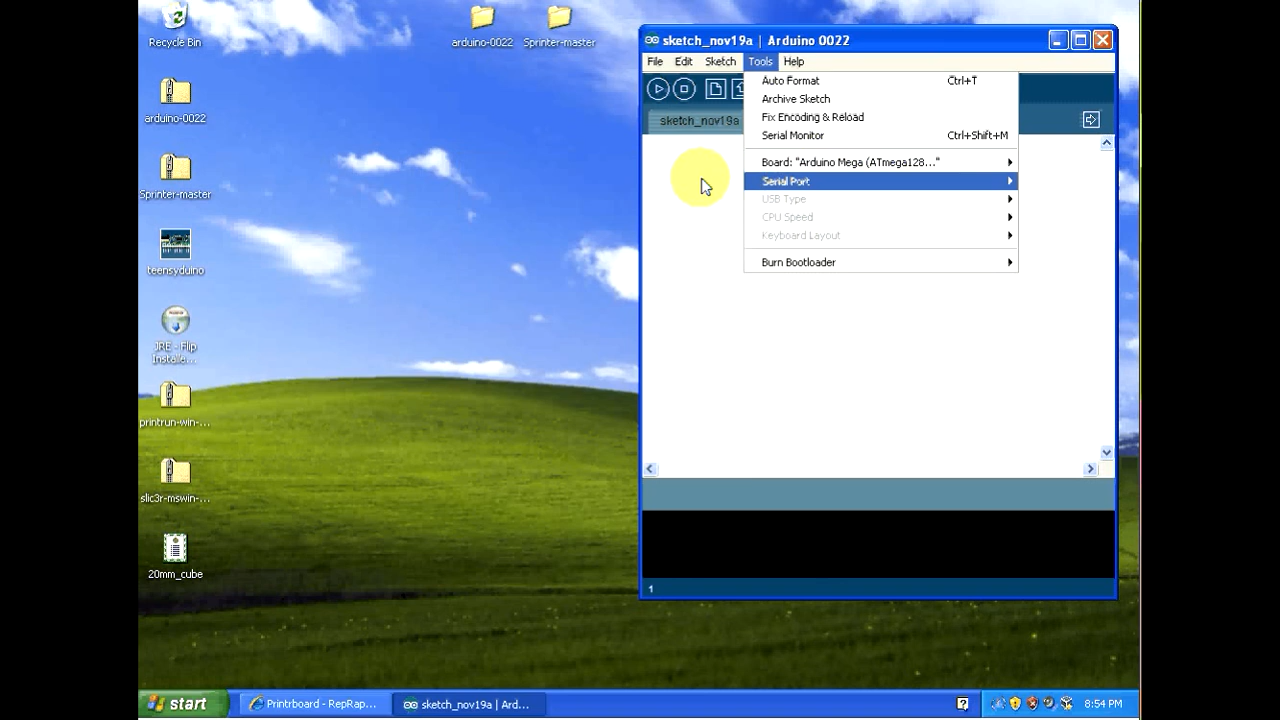 Recycle Bin
arduino-0022
Sprinter-master
arduino-0022
Sprinter-master
teensyduino
JRE - Flip
Installe...
printrun-win-...
slic3r-mswin-...
20mm_cube
sketch_nov19a | Arduino 0022
File Edit Sketch Tools Help
sketch_nov19a
Auto Format Ctrl+T
Archive Sketch
Fix Encoding & Reload
Serial Monitor Ctrl+Shift+M
Board: "Arduino Mega (ATmega128..."
Serial Port
USB Type
CPU Speed
Keyboard Layout
Burn Bootloader
1
start
Printrboard - RepRap...
sketch_nov19a | Ard...
8:54 PM